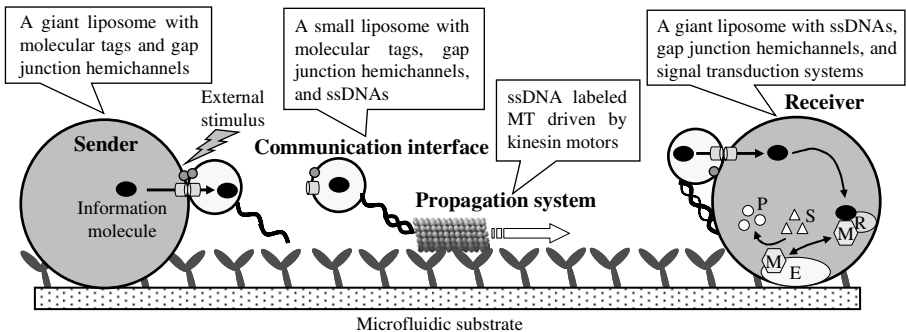 A giant liposome with
molecular tags and gap
junction hemichannels
A small liposome with
molecular tags, gap
junction hemichannels,
and ssDNAs
ssDNA labeled
MT driven by
kinesin motors
A giant liposome with ssDNAs,
gap junction hemichannels, and
signal transduction systems
External
stimulus
Sender
Communication interface
Receiver
Propagation system
Information
molecule
P
S
R
M
M
E
Microfluidic substrate